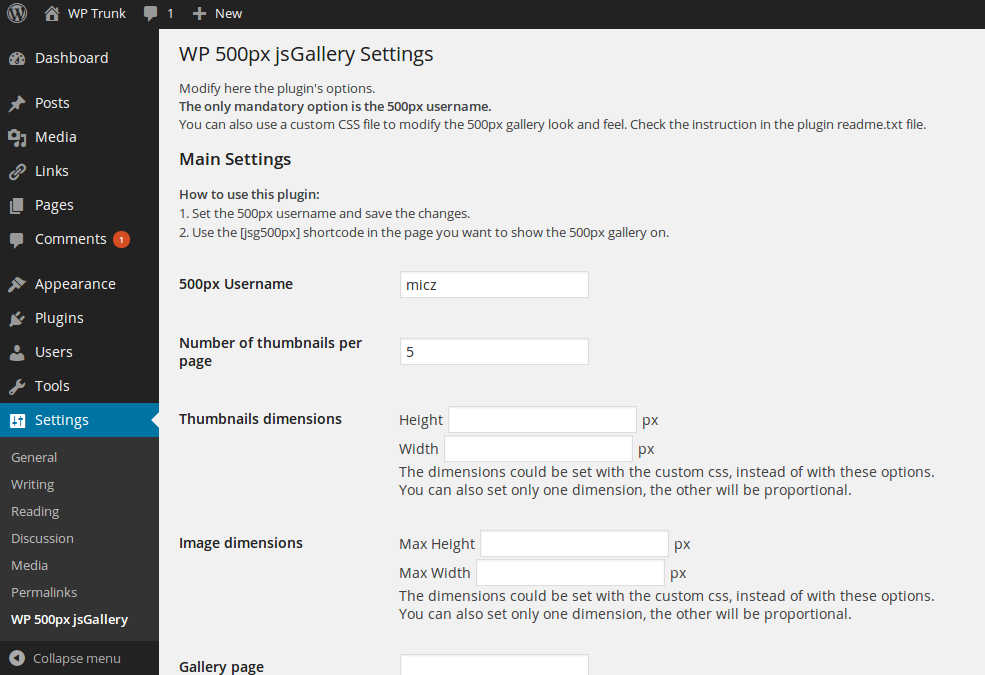 WP Trunk 1 New
Dashboard
Posts
Media
Links
Pages
Comments 1
Appearance
Plugins
Users
Tools
Settings
General
Writing
Reading
Discussion
Media
Permalinks
WP 500px jsGallery
Collapse menu
WP 500px jsGallery Settings
Modify here the plugin's options.
The only mandatory option is the 500px username.
You can also use a custom CSS file to modify the 500px gallery look and feel. Check the instruction in the plugin readme.txt file.
Main Settings
How to use this plugin:
1. Set the 500px username and save the changes.
2. Use the [jsg500px] shortcode in the page you want to show the 500px gallery on.
500px Username micz
Number of thumbnails per
page
5
Thumbnails dimensions Height px
Width px
The dimensions could be set with the custom css, instead of with these options.
You can also set only one dimension, the other will be proportional.
Image dimensions Max Height px
Max Width px
The dimensions could be set with the custom css, instead of with these options.
You can also set only one dimension, the other will be proportional.
Gallery page